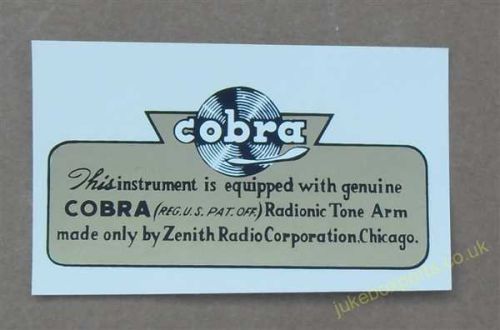 cobra
This instrument is equipped with genuine
COBRA (REG. U.S. PAT. OFF.) Radionic Tone Arm
made only by Zenith Radio Corporation. Chicago.
jukeboxparts.co.uk